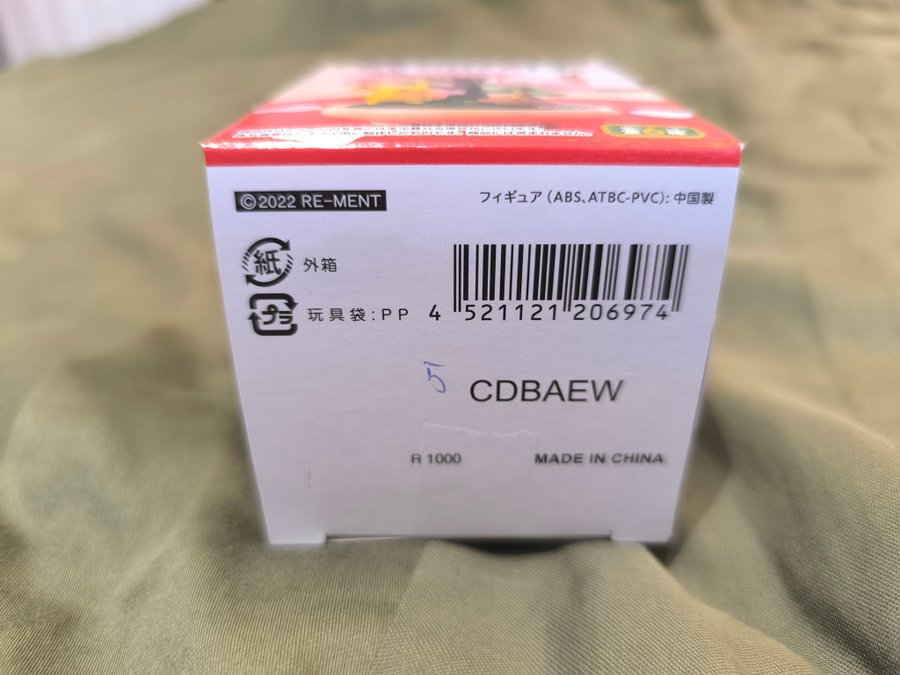 ©2022 RE-MENT
フィギュア (ABS、ATBC-PVC): 中国製
紙 外箱
プラ 玩具袋:PP
4 521121 206974
5
CDBAEW
R 1000
MADE IN CHINA